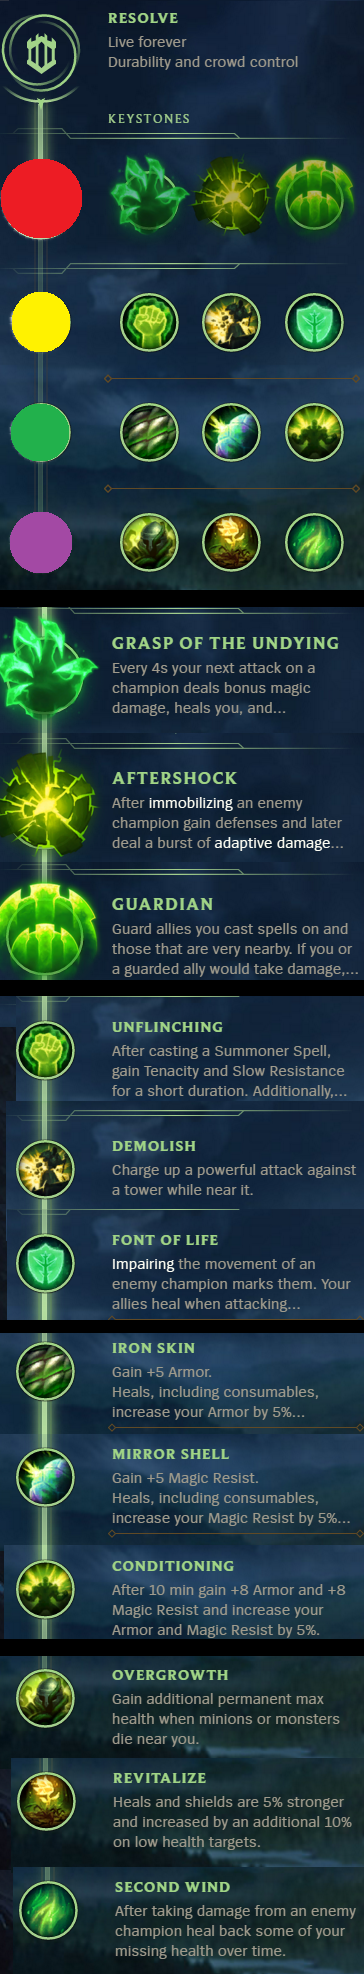 RESOLVE
Live forever
Durability and crowd control
KEYSTONES
GRASP OF THE UNDYING
Every 4s your next attack on a
champion deals bonus magic
damage, heals you, and...
AFTERSHOCK
After immobilizing an enemy
champion gain defenses and later
deal a burst of adaptive damage...
GUARDIAN
Guard allies you cast spells on and
those that are very nearby. If you or
a guarded ally would take damage,...
UNFLINCHING
After casting a Summoner Spell,
gain Tenacity and Slow Resistance
for a short duration. Additionally,...
DEMOLISH
Charge up a powerful attack against
a tower while near it.
FONT OF LIFE
Impairing the movement of an
enemy champion marks them. Your
allies heal when attacking...
IRON SKIN
Gain +5 Armor.
Heals, including consumables,
increase your Armor by 5%...
MIRROR SHELL
Gain +5 Magic Resist.
Heals, including consumables,
increase your Magic Resist by 5%...
CONDITIONING
After 10 min gain +8 Armor and +8
Magic Resist and increase your
Armor and Magic Resist by 5%.
OVERGROWTH
Gain additional permanent max
health when minions or monsters
die near you.
REVITALIZE
Heals and shields are 5% stronger
and increased by an additional 10%
on low health targets.
SECOND WIND
After taking damage from an enemy
champion heal back some of your
missing health over time.